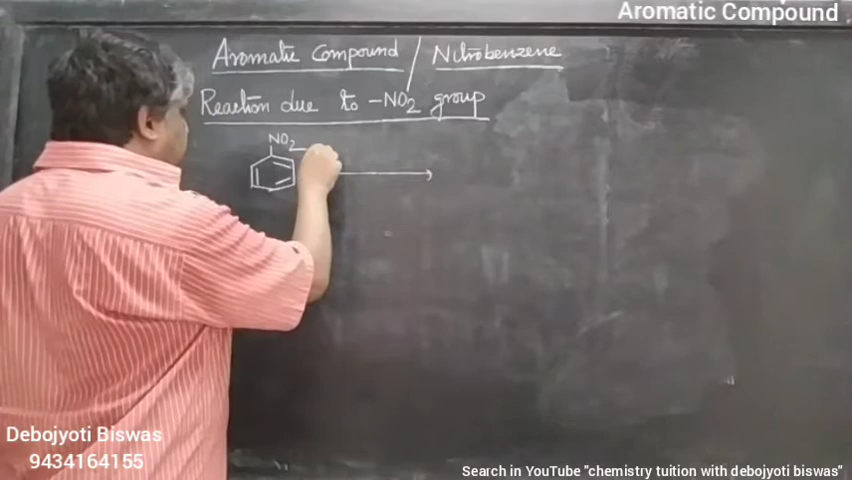 Aromatic Compound
Aromatic Compound / Nitrobenzene
Reaction due to -NO2 group
NO2
Debojyoti Biswas
9434164155
Search in YouTube "chemistry tuition with debojyoti biswas"